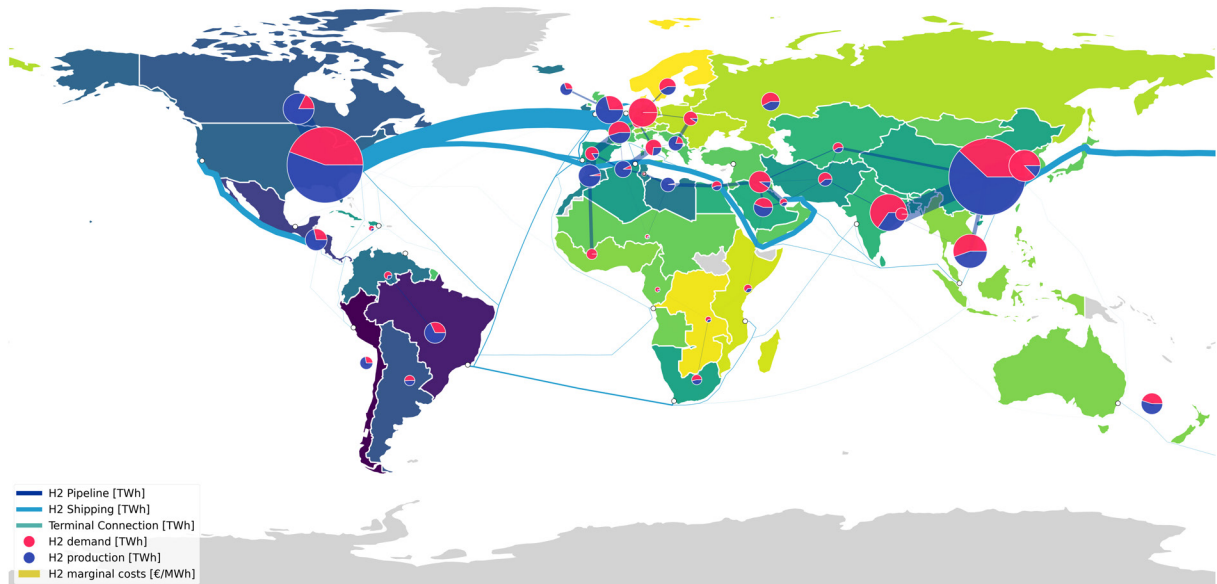 H2 Pipeline [TWh]
H2 Shipping [TWh]
Terminal Connection [TWh]
H2 demand [TWh]
H2 production [TWh]
H2 marginal costs [€/MWh]